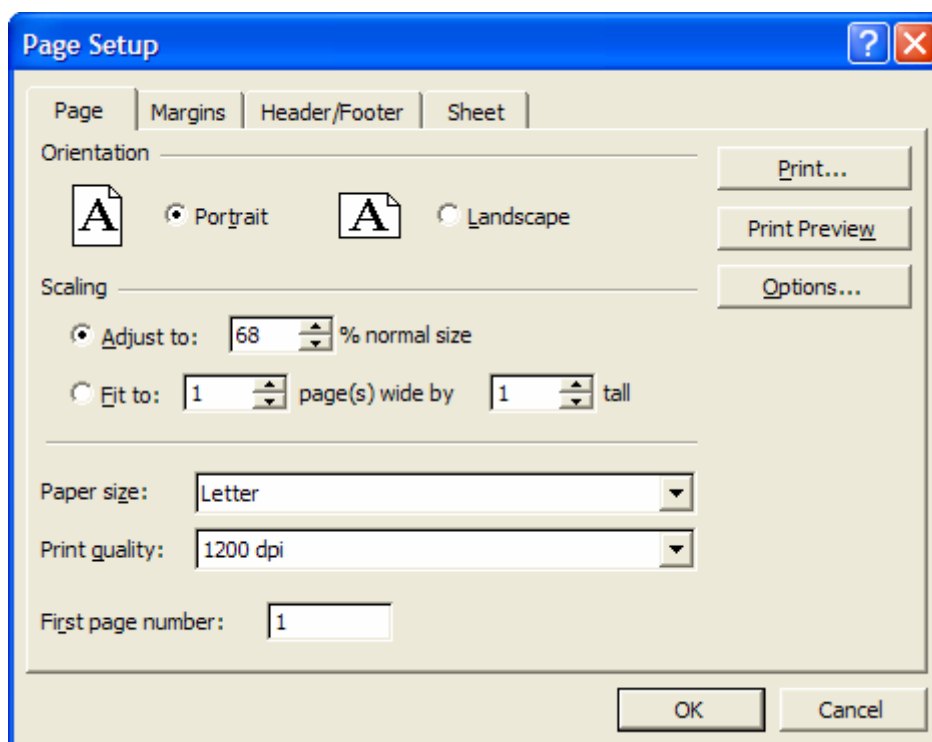 Page Setup
Page Margins Header/Footer Sheet
Orientation
Print...
A Portrait A Landscape
Print Preview
Scaling
Options...
Adjust to: 68 % normal size
Fit to: 1 page(s) wide by 1 tall
Paper size: Letter
Print quality: 1200 dpi
First page number: 1
OK Cancel